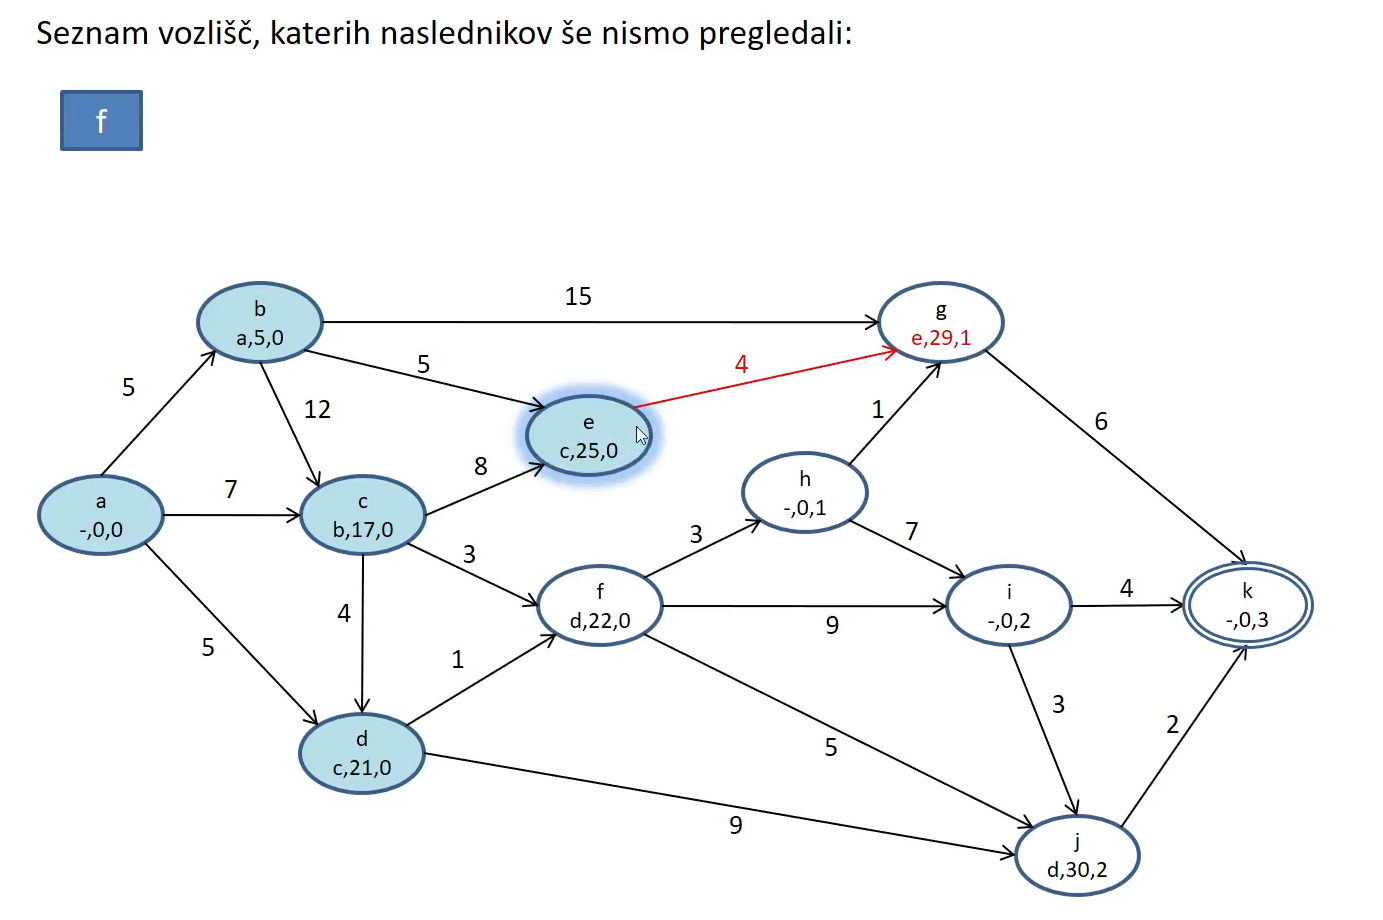 Seznam vozlišč, katerih naslednikov še nismo pregledali:
f
b
a,5,0
15
g
e,29,1
5
5
4
12
e
c,25,0
1
6
8
h
-,0,1
a
-,0,0
7
c
b,17,0
3
7
3
f
d,22,0
i
-,0,2
4
k
-,0,3
4
9
5
1
3
2
d
c,21,0
5
9
j
d,30,2